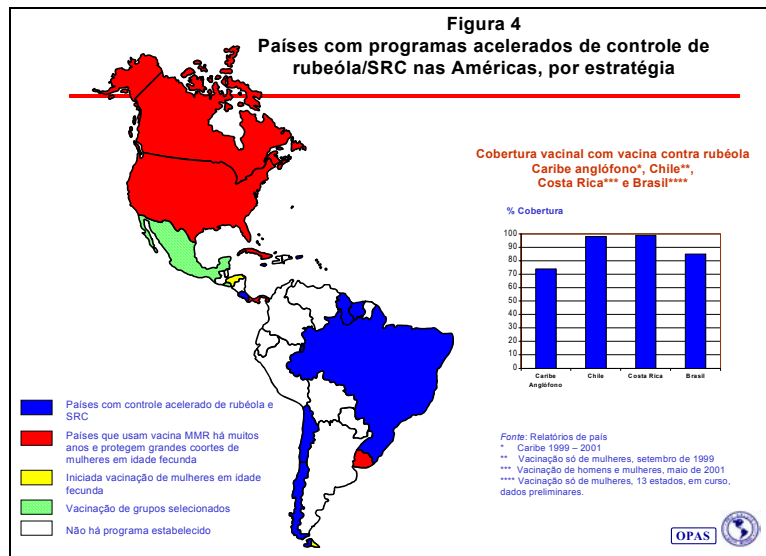 Figura 4
Países com programas acelerados de controle de
rubeóla/SRC nas Américas, por estratégia
Cobertura vacinal com vacina contra rubéola
Caribe anglófono*, Chile**,
Costa Rica*** e Brasil****
% Cobertura
100
90
80
70
60
50
40
30
20
10
0
Caribe
Anglófono
Chile
Costa Rica
Brasil
Países com controle acelerado de rubéola e
SRC
Países que usam vacina MMR há muitos
anos e protegem grandes coortes de
mulheres em idade fecunda
Iniciada vacinação de mulheres em idade
fecunda
Vacinação de grupos selecionados
Não há programa estabelecido
Fonte: Relatórios de país
* Caribe 1999 – 2001
** Vacinação só de mulheres, setembro de 1999
*** Vacinação de homens e mulheres, maio de 2001
**** Vacinação só de mulheres, 13 estados, em curso,
dados preliminares.
OPAS